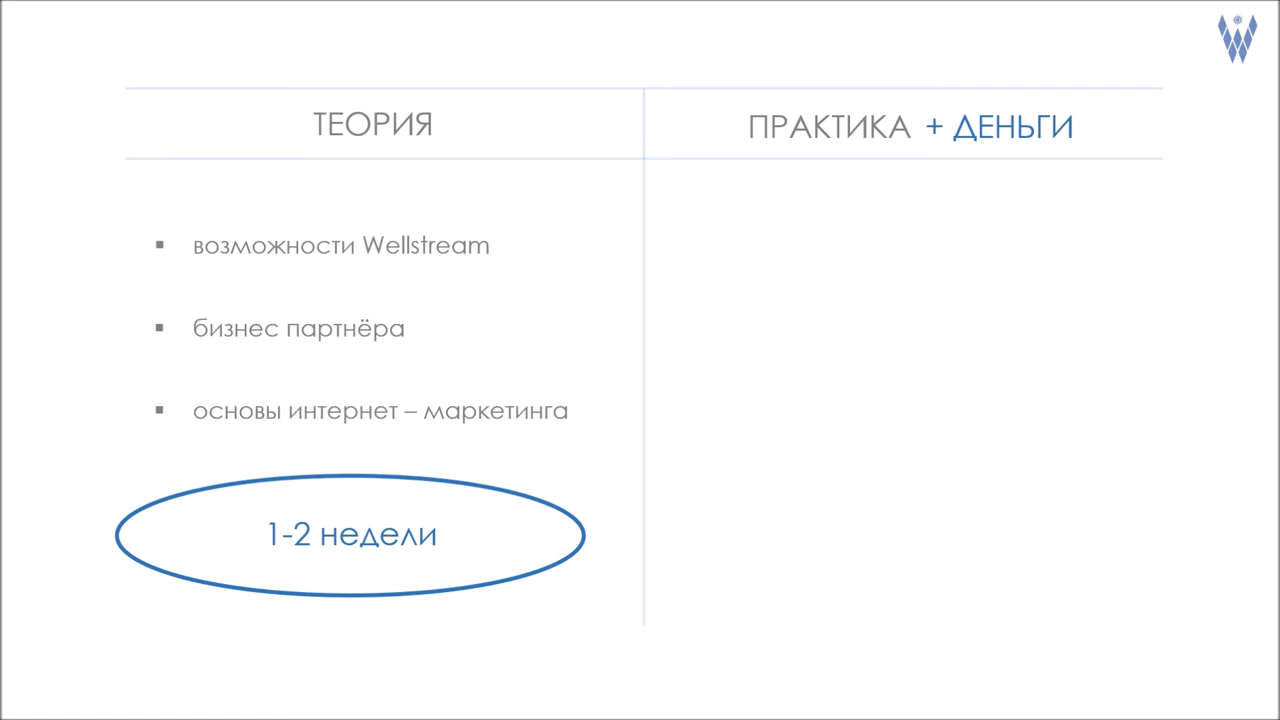 ТЕОРИЯ
ПРАКТИКА + ДЕНЬГИ
▪ возможности Wellstream
▪ бизнес партнёра
▪ основы интернет – маркетинга
1-2 недели